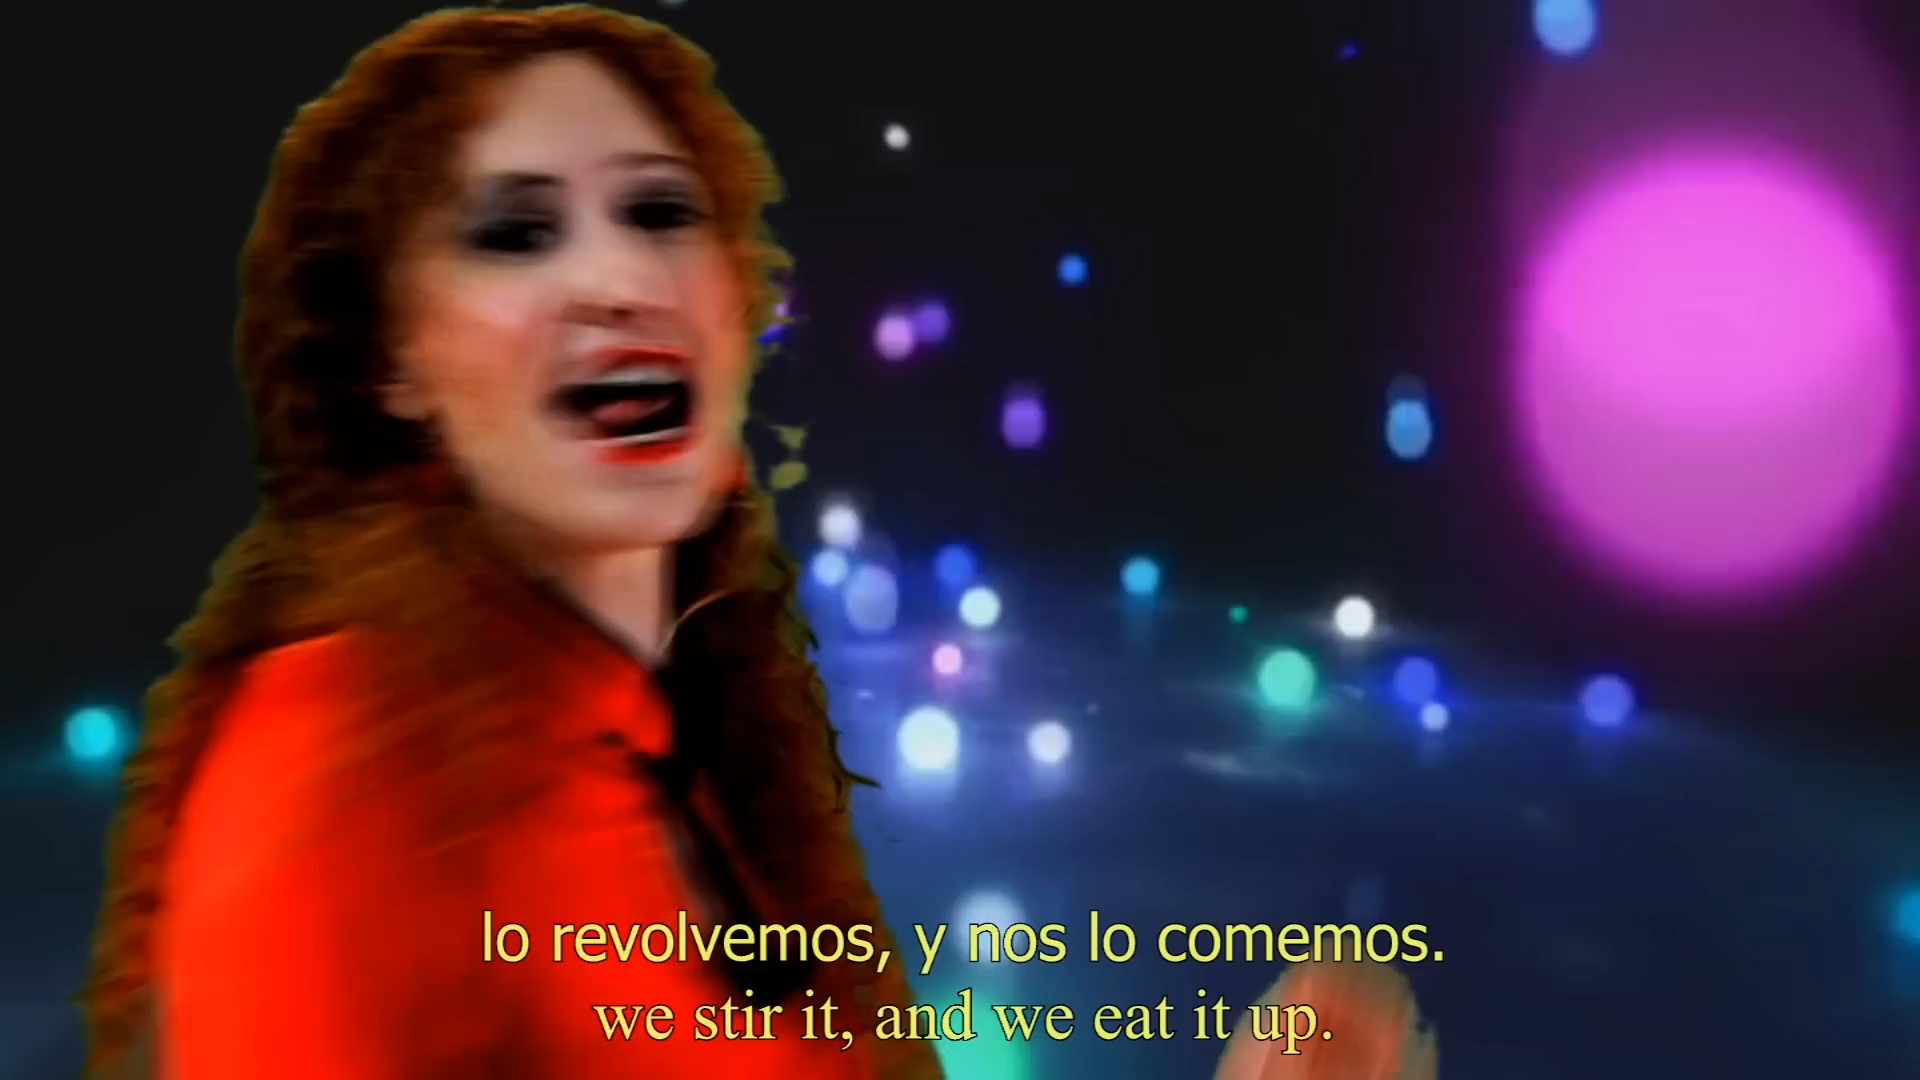 lo revolvemos, y nos lo comemos.
we stir it, and we eat it up.